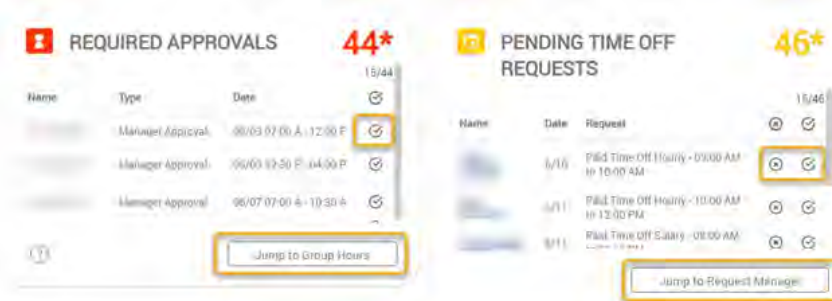 REQUIRED APPROVALS 44*
15/44
Name Type Date
Manager Approval 06/03 07:00 A - 12:00 P
Manager Approval 06/03 12:30 P - 04:00 P
Manager Approval 06/07 07:00 A - 10:30 A
Jump to Group Hours
PENDING TIME OFF
REQUESTS
46*
15/46
Name Date Request
6/10 Paid Time Off Hourly - 09:00 AM
to 10:00 AM
6/11 Paid Time Off Hourly - 10:00 AM
to 12:00 PM
6/11 Paid Time Off Salary - 08:00 AM
Jump to Request Manager